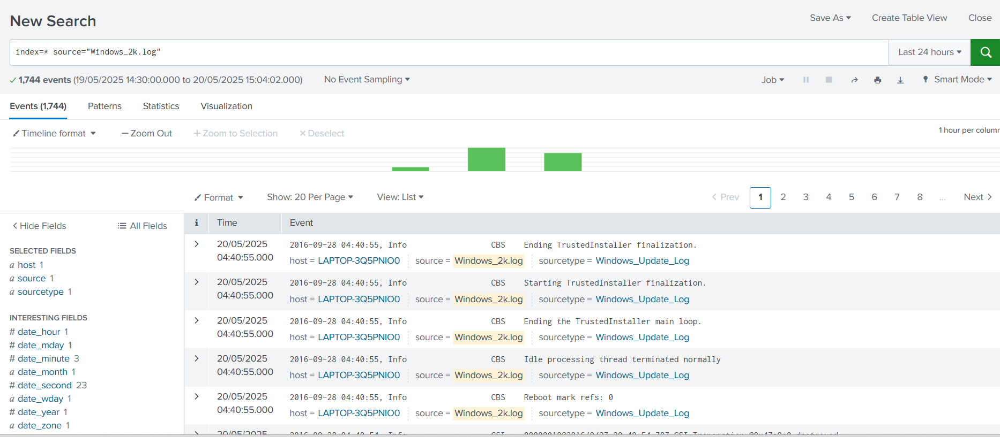 New Search
Save As Create Table View Close
index=* source="Windows_2k.log"
Last 24 hours
1,744 events (19/05/2025 14:30:00.000 to 20/05/2025 15:04:02.000) No Event Sampling
Job Smart Mode
Events (1,744) Patterns Statistics Visualization
Timeline format — Zoom Out + Zoom to Selection × Deselect
1 hour per colum
Format Show: 20 Per Page View: List
< Prev 1 2 3 4 5 6 7 8 ... Next >
< Hide Fields All Fields
SELECTED FIELDS
a host 1
a source 1
a sourcetype 1
INTERESTING FIELDS
# date_hour 1
# date_mday 1
# date_minute 3
a date_month 1
# date_second 23
a date_wday 1
# date_year 1
a date_zone 1
i Time Event
> 20/05/2025 04:40:55.000
2016-09-28 04:40:55, Info CBS Ending TrustedInstaller finalization.
host = LAPTOP-3Q5PNIO0 source = Windows_2k.log sourcetype = Windows_Update_Log
> 20/05/2025 04:40:55.000
2016-09-28 04:40:55, Info CBS Starting TrustedInstaller finalization.
host = LAPTOP-3Q5PNIO0 source = Windows_2k.log sourcetype = Windows_Update_Log
> 20/05/2025 04:40:55.000
2016-09-28 04:40:55, Info CBS Ending the TrustedInstaller main loop.
host = LAPTOP-3Q5PNIO0 source = Windows_2k.log sourcetype = Windows_Update_Log
> 20/05/2025 04:40:55.000
2016-09-28 04:40:55, Info CBS Idle processing thread terminated normally
host = LAPTOP-3Q5PNIO0 source = Windows_2k.log sourcetype = Windows_Update_Log
> 20/05/2025 04:40:55.000
2016-09-28 04:40:55, Info CBS Reboot mark refs: 0
host = LAPTOP-3Q5PNIO0 source = Windows_2k.log sourcetype = Windows_Update_Log
> 20/05/2025
2016-09-28 04:40:54, Info CSI